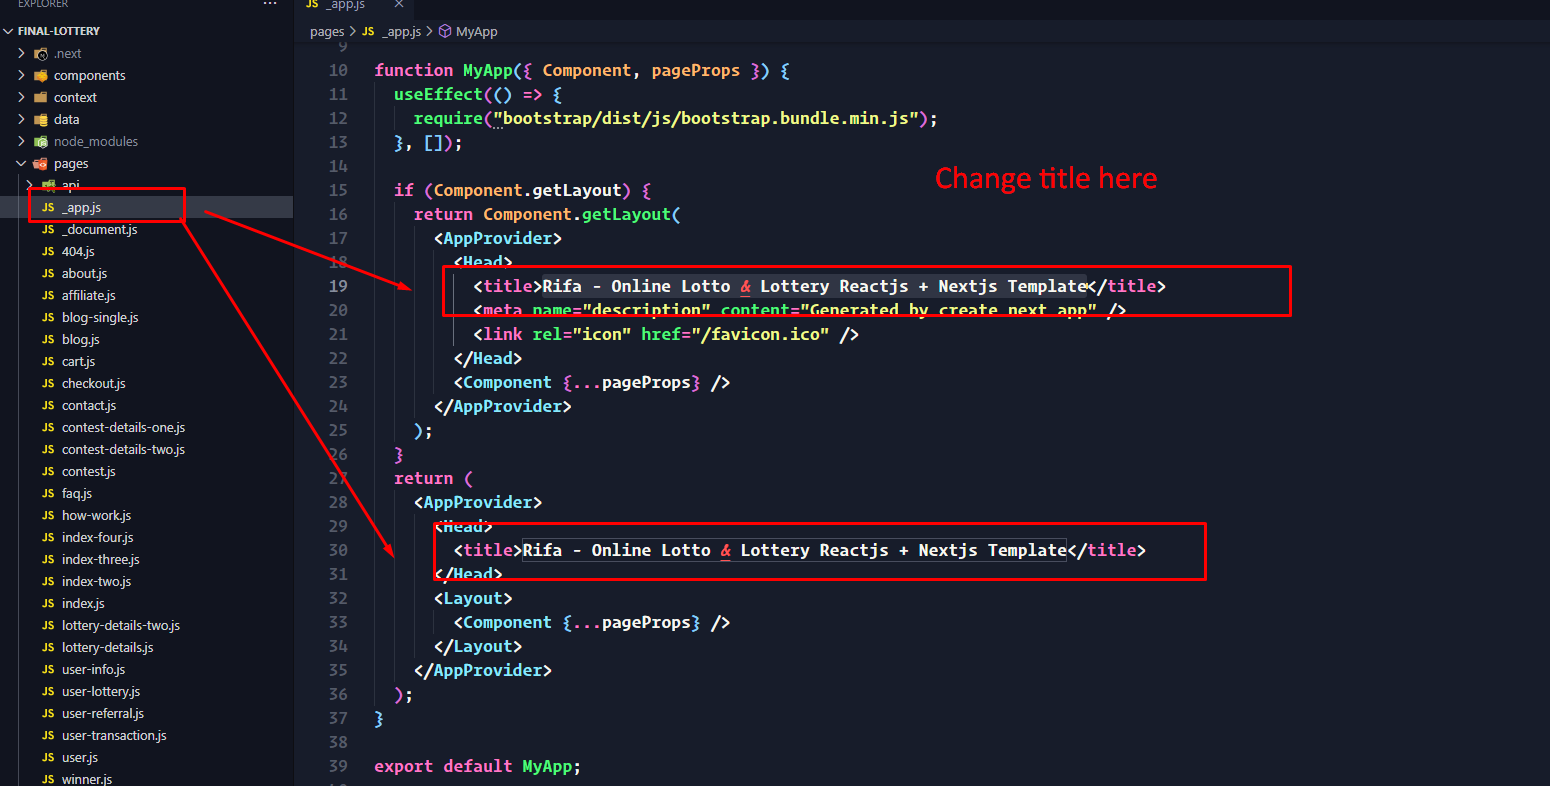 EXPLORER
...
FINAL-LOTTERY
.next
components
context
data
node_modules
pages
api
JS _app.js
JS _document.js
JS 404.js
JS about.js
JS affiliate.js
JS blog-single.js
JS blog.js
JS cart.js
JS checkout.js
JS contact.js
JS contest-details-one.js
JS contest-details-two.js
JS contest.js
JS faq.js
JS how-work.js
JS index-four.js
JS index-three.js
JS index-two.js
JS index.js
JS lottery-details-two.js
JS lottery-details.js
JS user-info.js
JS user-lottery.js
JS user-referral.js
JS user-transaction.js
JS user.js
JS winner.js
JS _app.js
pages > JS _app.js > MyApp
9
10 function MyApp({ Component, pageProps }) {
11 useEffect(() => {
12 require("bootstrap/dist/js/bootstrap.bundle.min.js");
13 }, []);
14
Change title here
15 if (Component.getLayout) {
16 return Component.getLayout(
17 <AppProvider>
18 <Head>
19 <title>Rifa - Online Lotto & Lottery Reactjs + Nextjs Template</title>
20 <meta name="description" content="Generated by create next app" />
21 <link rel="icon" href="/favicon.ico" />
22 </Head>
23 <Component {...pageProps} />
24 </AppProvider>
25 );
26 }
27 return (
28 <AppProvider>
29 <Head>
30 <title>Rifa - Online Lotto & Lottery Reactjs + Nextjs Template</title>
31 </Head>
32 <Layout>
33 <Component {...pageProps} />
34 </Layout>
35 </AppProvider>
36 );
37 }
38
39 export default MyApp;